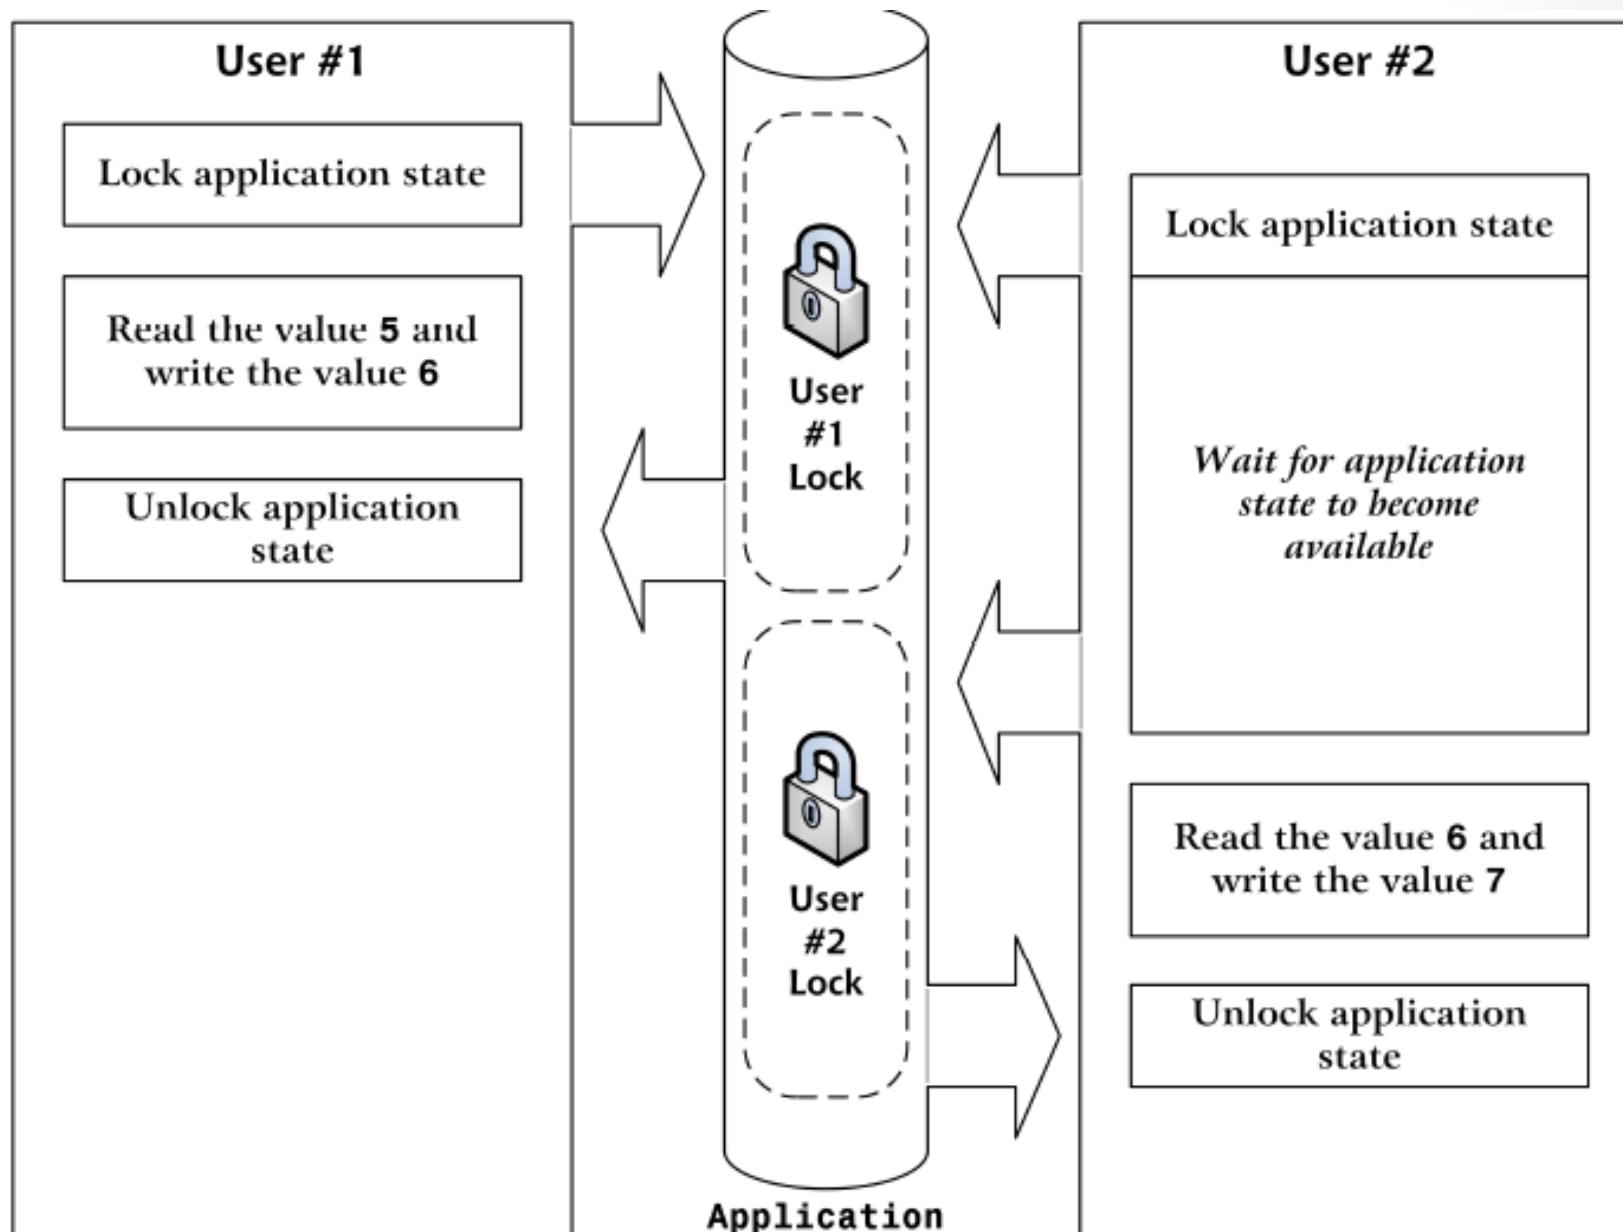 User #1
Lock application state
Read the value 5 and
write the value 6
Unlock application
state
User
#1
Lock
User
#2
Lock
Application
User #2
Lock application state
Wait for application
state to become
available
Read the value 6 and
write the value 7
Unlock application
state